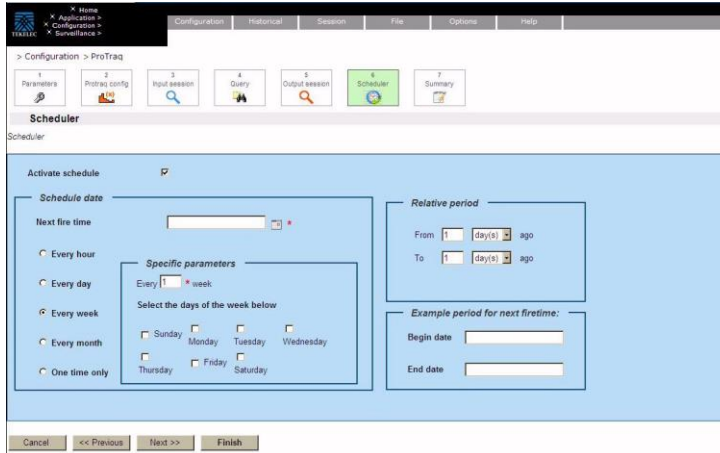 Home
Application >
Configuration >
Surveillance >
TEKELEC
Configuration Historical Session File Options Help
> Configuration > ProTraq
1 2 3 4 5 6 7
Parameters Protraq config Input session Query Output session Scheduler Summary
Scheduler
Scheduler
Activate schedule
Schedule date
Next fire time *
Every hour
Every day
Every week
Every month
One time only
Specific parameters
Every 1 * week
Select the days of the week below
Sunday Monday Tuesday Wednesday
Thursday Friday Saturday
Relative period
From 1 day(s) ago
To 1 day(s) ago
Example period for next firetime:
Begin date
End date
Cancel << Previous Next >> Finish